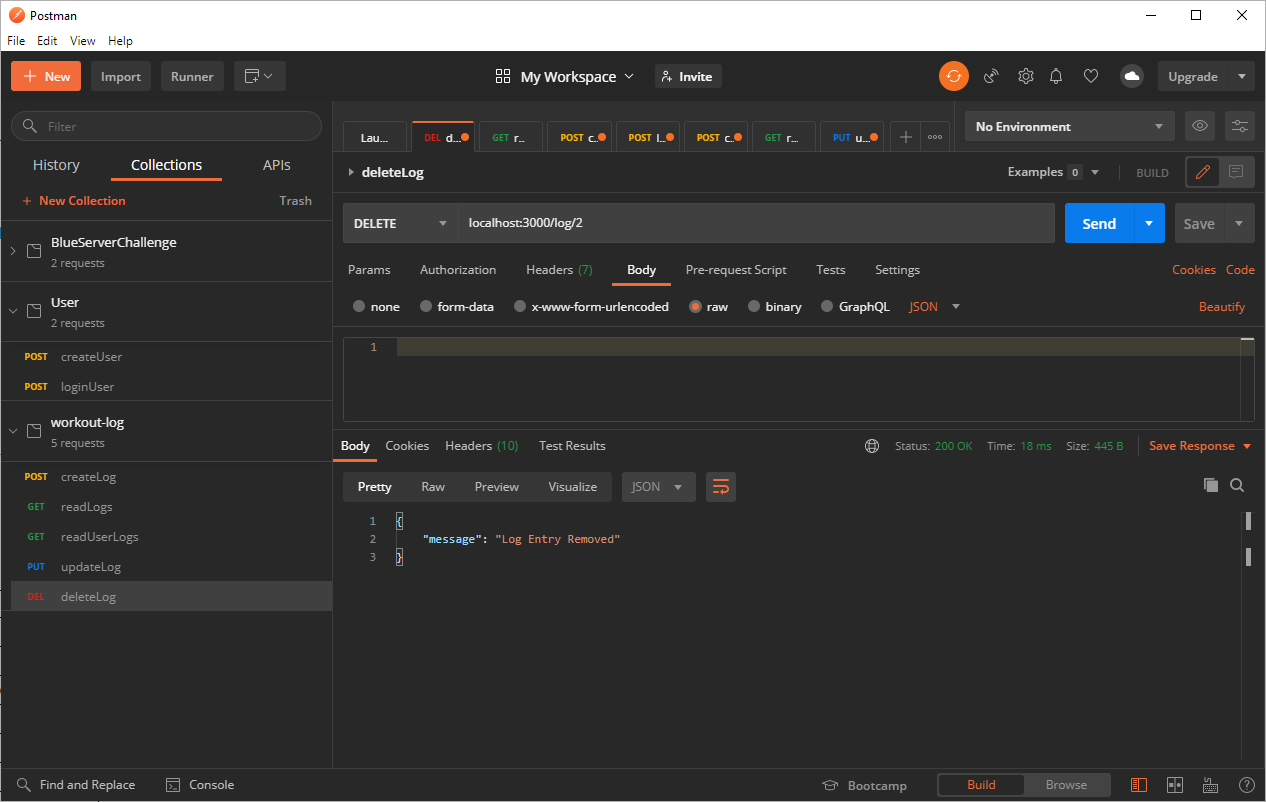 Postman
File Edit View Help
New Import Runner My Workspace Invite Upgrade
Filter
History Collections APIs
New Collection Trash
BlueServerChallenge
2 requests
User
2 requests
POST createUser
POST loginUser
workout-log
5 requests
POST createLog
GET readLogs
GET readUserLogs
PUT updateLog
DEL deleteLog
Lau... DEL d... GET r... POST c... POST l... POST c... GET r... PUT u... No Environment
deleteLog Examples 0 BUILD
DELETE localhost:3000/log/2 Send Save
Params Authorization Headers (7) Body Pre-request Script Tests Settings Cookies Code
none form-data x-www-form-urlencoded raw binary GraphQL JSON Beautify
1
Body Cookies Headers (10) Test Results Status: 200 OK Time: 18 ms Size: 445 B Save Response
Pretty Raw Preview Visualize JSON
1 {
2 "message": "Log Entry Removed"
3 }
Find and Replace Console Bootcamp Build Browse